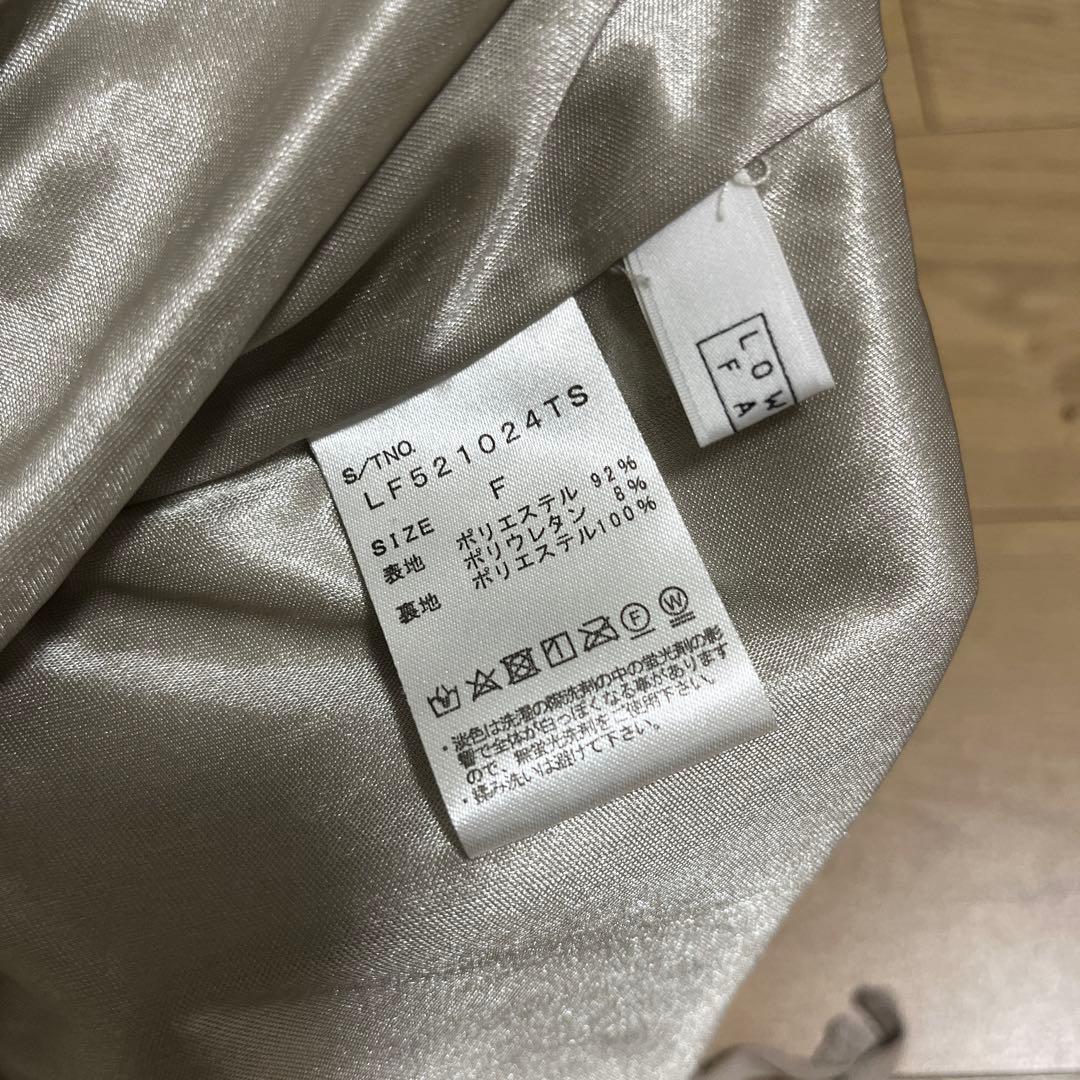 S/TNO.
LF521024TS
SIZE F
表地 ポリエステル 92%
ポリウレタン 8%
裏地 ポリエステル100%
F W
・淡色は洗濯の際洗剤の中の蛍光剤の影
響で全体が白っぽくなる事があります
ので、無蛍光洗剤をご使用下さい。
・揉み洗いは避けて下さい。
LOW
FA